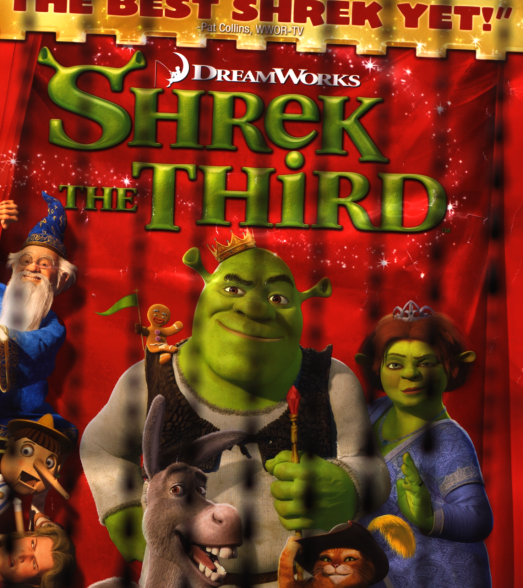 THE BEST SHREK YET!"
-Pat Collins, WWOR-TV
DREAMWORKS
SHREK
THE THIRD